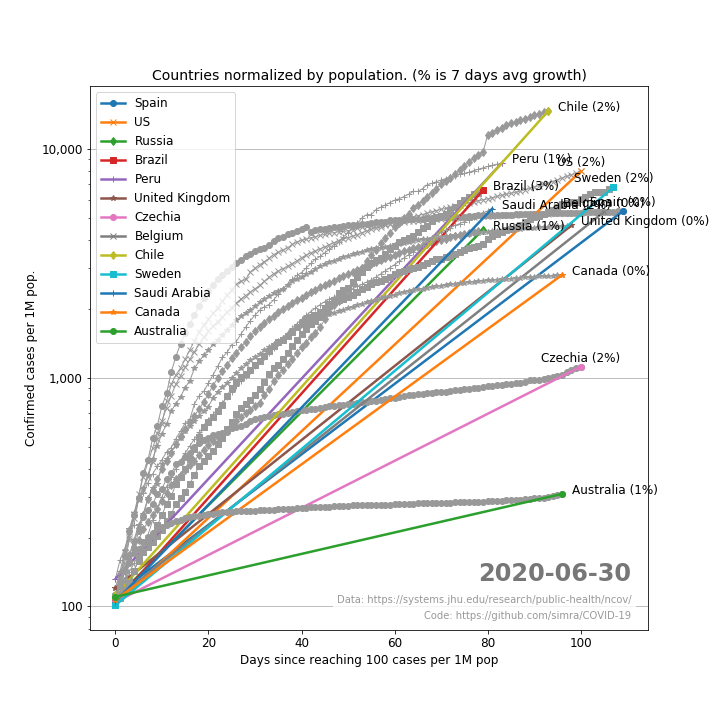 Countries normalized by population. (% is 7 days avg growth)
Spain
US
Russia
Brazil
Peru
United Kingdom
Czechia
Belgium
Chile
Sweden
Saudi Arabia
Canada
Australia
Chile (2%)
Peru (1%)
US (2%)
Sweden (2%)
Brazil (3%)
Saudi Arabia (2%)
Spain (0%)
United Kingdom (0%)
Russia (1%)
Canada (0%)
Czechia (2%)
Australia (1%)
10,000
1,000
100
Confirmed cases per 1M pop.
2020-06-30
Data: https://systems.jhu.edu/research/public-health/ncov/
Code: https://github.com/simra/COVID-19
0 20 40 60 80 100
Days since reaching 100 cases per 1M pop